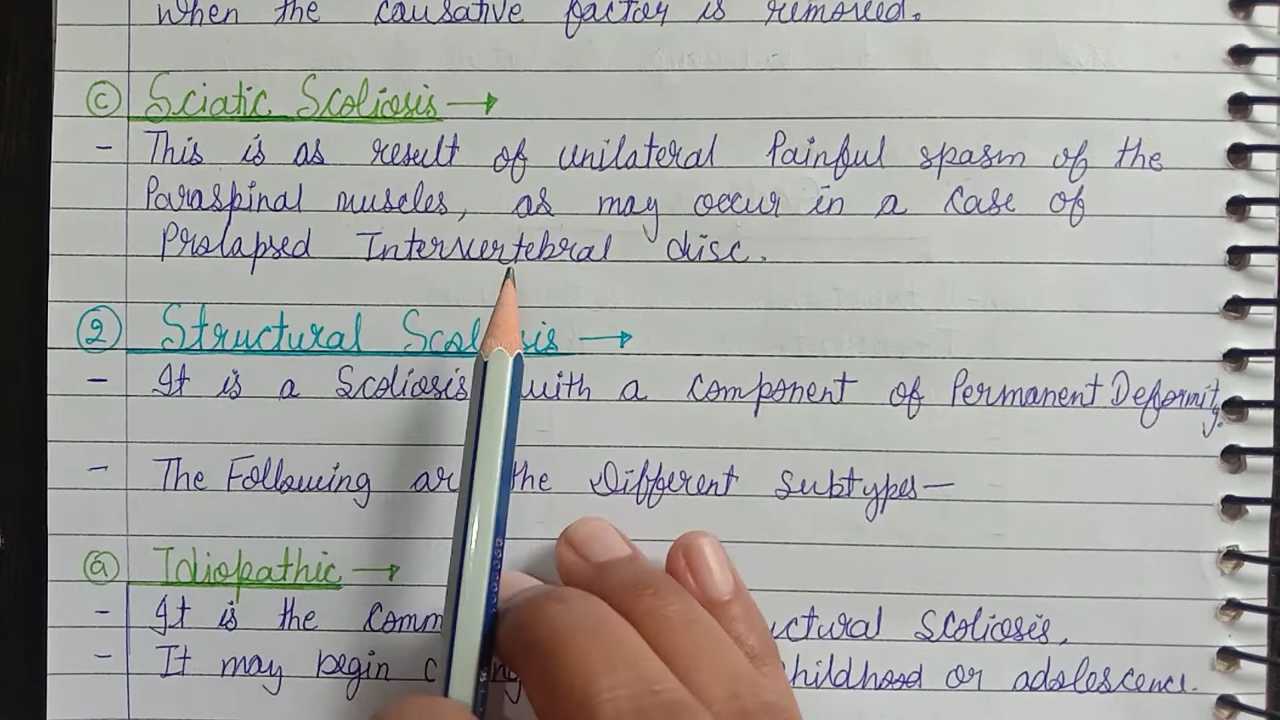 when the causative factor is removed.
ⓒ Sciatic Scoliosis →
- This is as result of unilateral Painful spasm of the
Paraspinal muscles, as may occur in a case of
Prolapsed Intervertebral disc.
② Structural →
- It is a Scoliosis with a component of Permanent Deformity.
- The Following the Different Subtypes -
ⓐ Idiopathic →
- It is the Scoliosis.
- It may begin or adolescence.